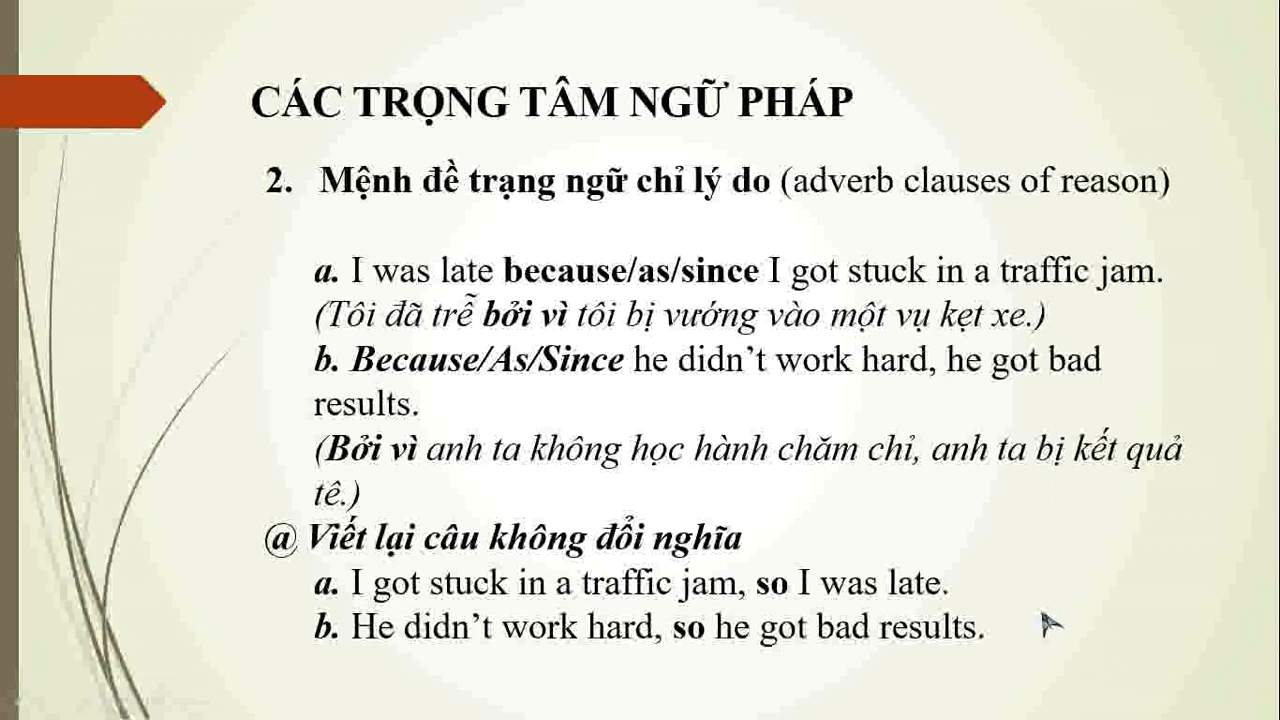 CÁC TRỌNG TÂM NGỮ PHÁP
2. Mệnh đề trạng ngữ chỉ lý do (adverb clauses of reason)
a. I was late because/as/since I got stuck in a traffic jam.
(Tôi đã trễ bởi vì tôi bị vướng vào một vụ kẹt xe.)
b. Because/As/Since he didn’t work hard, he got bad
results.
(Bởi vì anh ta không học hành chăm chỉ, anh ta bị kết quả
tê.)
@ Viết lại câu không đổi nghĩa
a. I got stuck in a traffic jam, so I was late.
b. He didn’t work hard, so he got bad results.